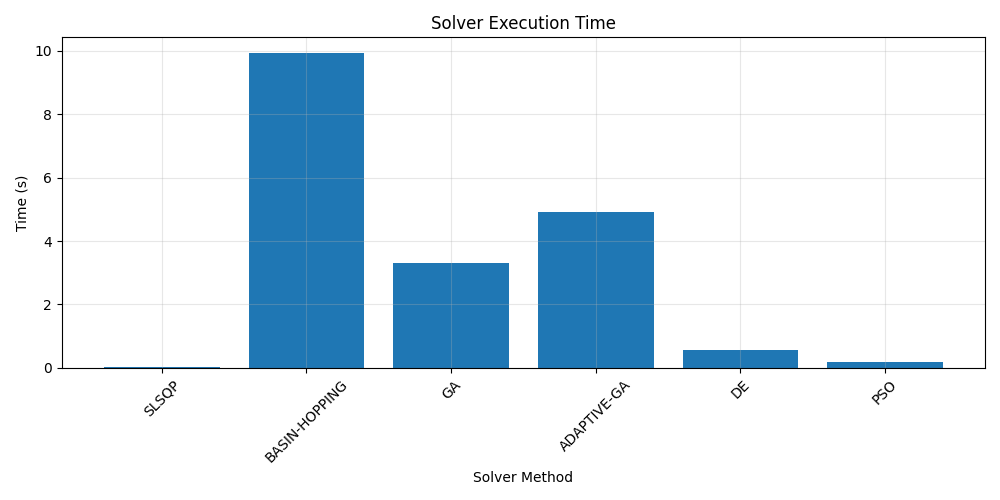 Solver Execution Time
Time (s)
10
8
6
4
2
0
SLSQP
BASIN-HOPPING
GA
ADAPTIVE-GA
DE
PSO
Solver Method